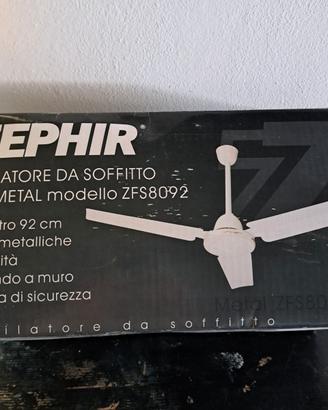 EPHIR
ATORE DA SOFFITTO
METAL modello ZFS8092
tro 92 cm
metalliche
ità
ndo a muro
a di sicurezza
Metal ZFS80
ilatore da soffitto